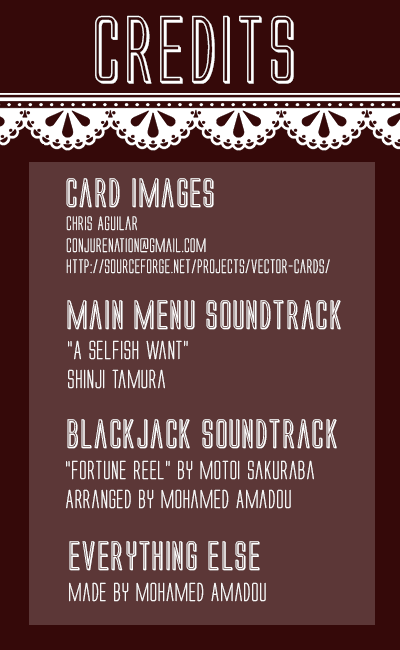 CREDITS
CARD IMAGES
CHRIS AGUILAR
CONJURENATION@GMAIL.COM
HTTP://SOURCEFORGE.NET/PROJECTS/VECTOR-CARDS/
MAIN MENU SOUNDTRACK
"A SELFISH WANT"
SHINJI TAMURA
BLACKJACK SOUNDTRACK
"FORTUNE REEL" BY MOTOI SAKURABA
ARRANGED BY MOHAMED AMADOU
EVERYTHING ELSE
MADE BY MOHAMED AMADOU